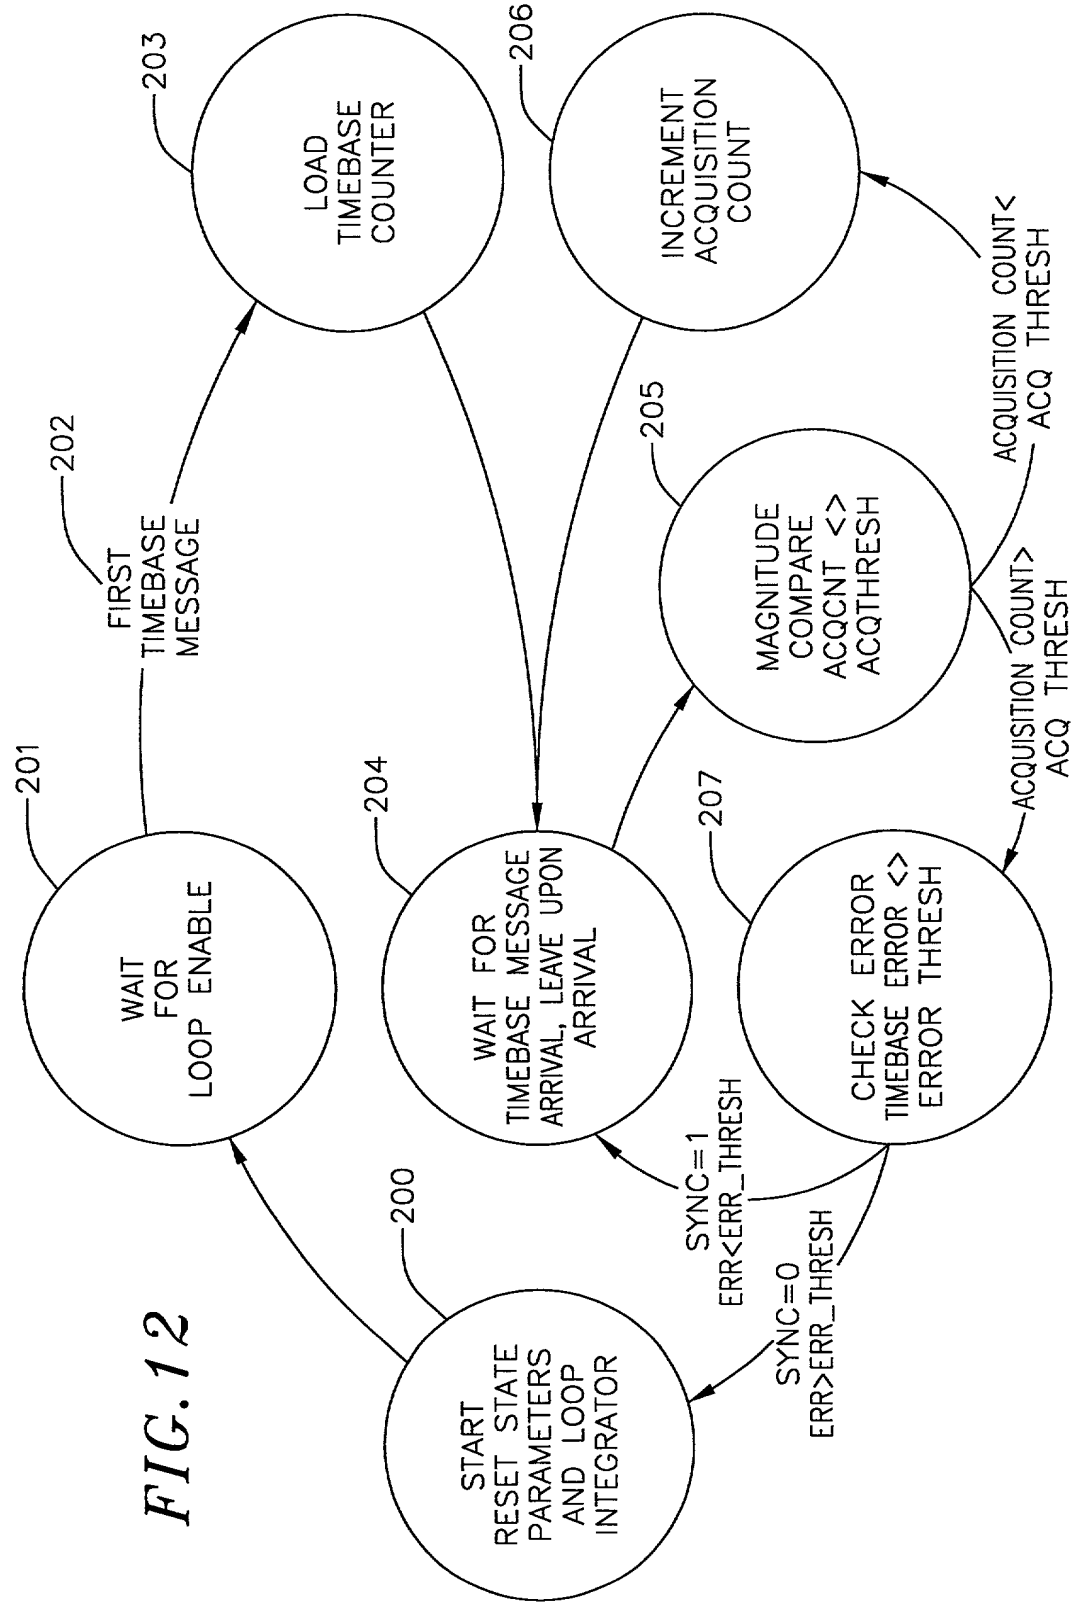 FIG.12
200
START
RESET STATE
PARAMETERS
AND LOOP
INTEGRATOR
201
WAIT
FOR
LOOP ENABLE
202
FIRST
TIMEBASE
MESSAGE
203
LOAD
TIMEBASE
COUNTER
204
WAIT FOR
TIMEBASE MESSAGE
ARRIVAL, LEAVE UPON
ARRIVAL
205
MAGNITUDE
COMPARE
ACQCNT <>
ACQTHRESH
206
INCREMENT
ACQUISITION
COUNT
ACQUISITION COUNT<
ACQ THRESH
ACQUISITION COUNT>
ACQ THRESH
207
CHECK ERROR
TIMEBASE ERROR <>
ERROR THRESH
SYNC=1
ERR<ERR_THRESH
SYNC=0
ERR>ERR_THRESH